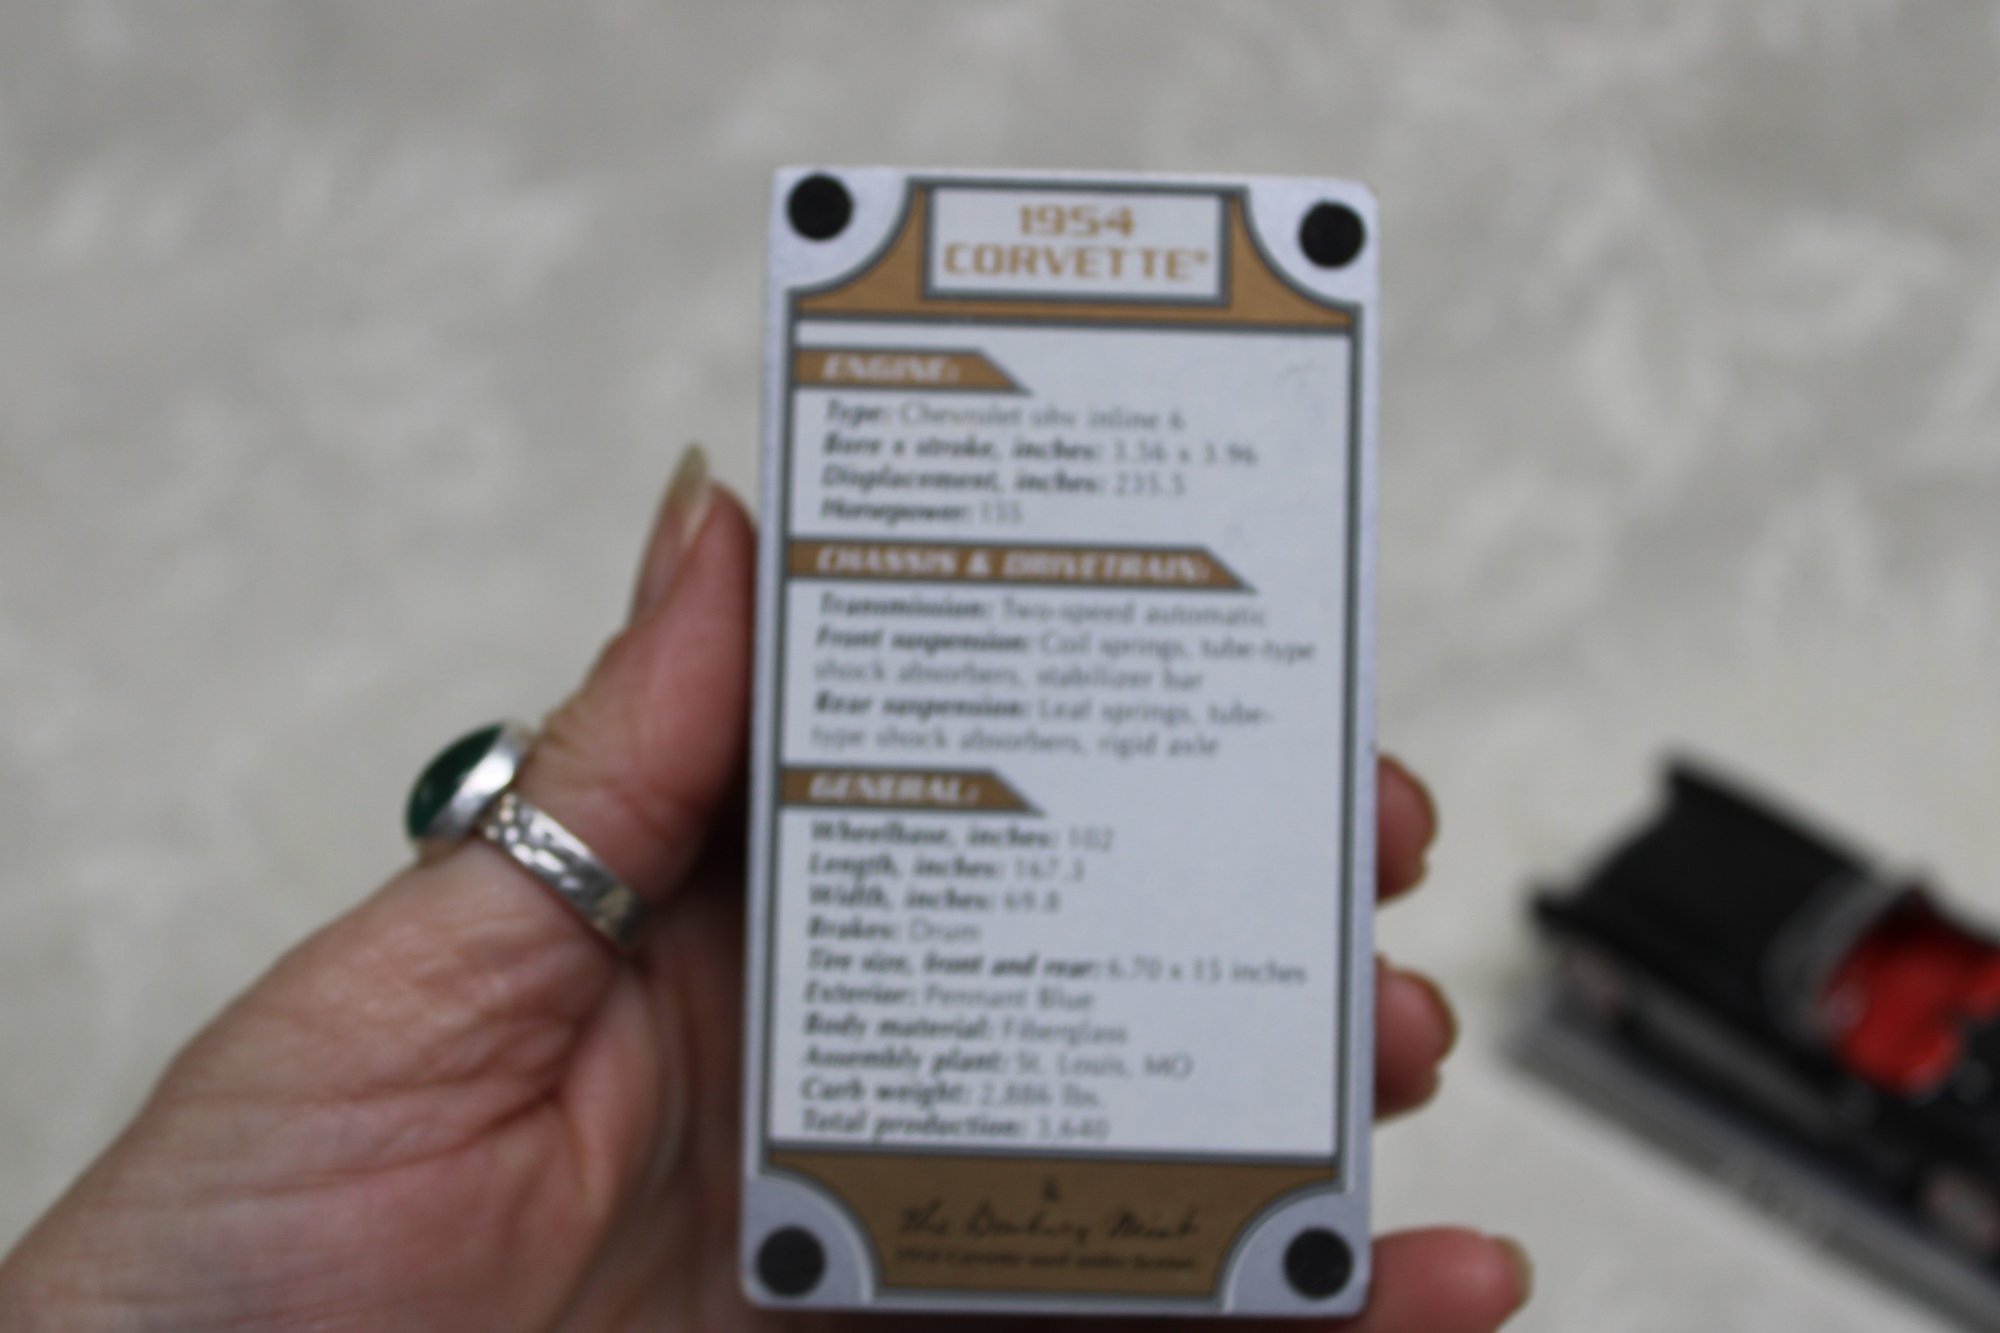 1954
CORVETTE®
ENGINE:
Type: Chevrolet ohv inline 6
Bore x stroke, inches: 3.56 x 3.96
Displacement, inches: 235.5
Horsepower: 155
CHASSIS & DRIVETRAIN:
Transmission: Two-speed automatic
Front suspension: Coil springs, tube-type
shock absorbers, stabilizer bar
Rear suspension: Leaf springs, tube-
type shock absorbers, rigid axle
GENERAL:
Wheelbase, inches: 102
Length, inches: 167.3
Width, inches: 69.8
Brakes: Drum
Tire size, front and rear: 6.70 x 15 inches
Exterior: Pennant Blue
Body material: Fiberglass
Assembly plant: St. Louis, MO
Curb weight: 2,886 lbs.
Total production: 3,640
The Danbury Mint